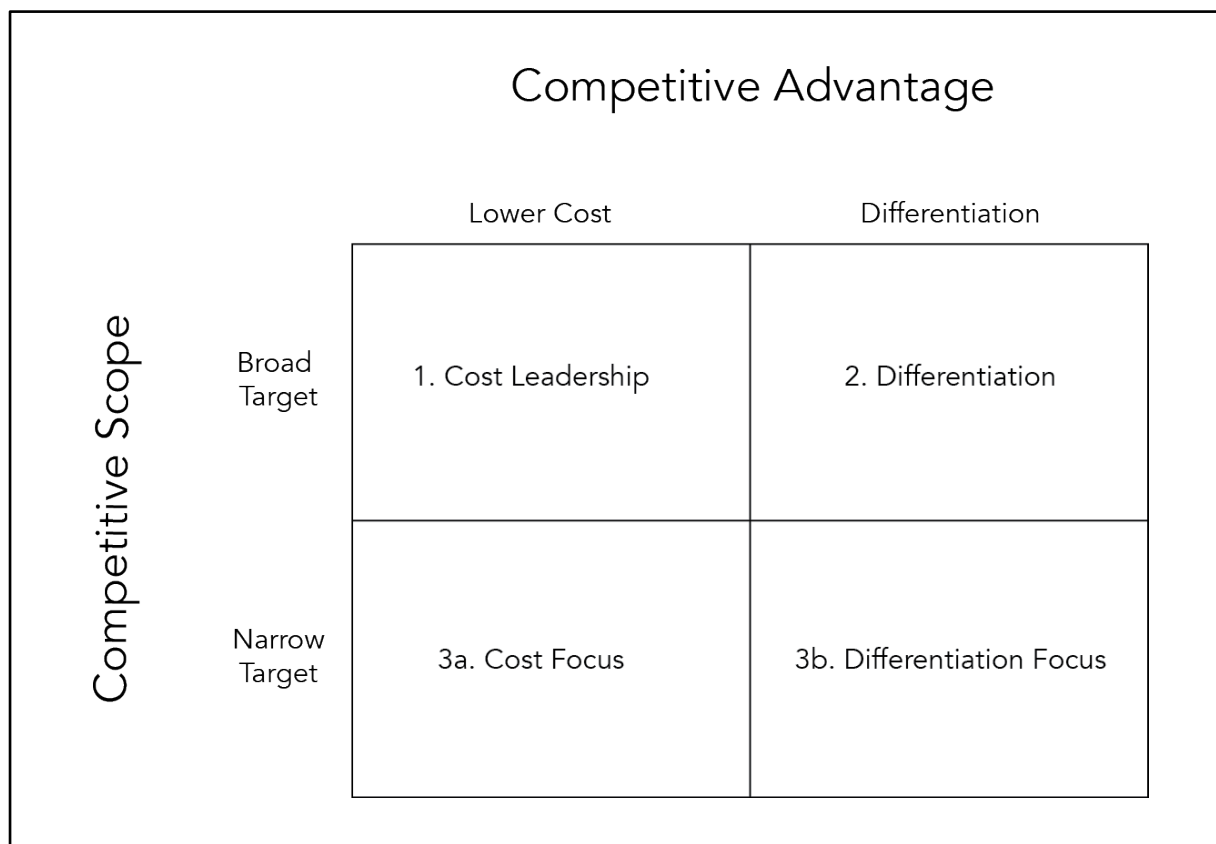 Competitive Advantage
Lower Cost
Differentiation
Competitive Scope
Broad
Target
1. Cost Leadership
2. Differentiation
Narrow
Target
3a. Cost Focus
3b. Differentiation Focus